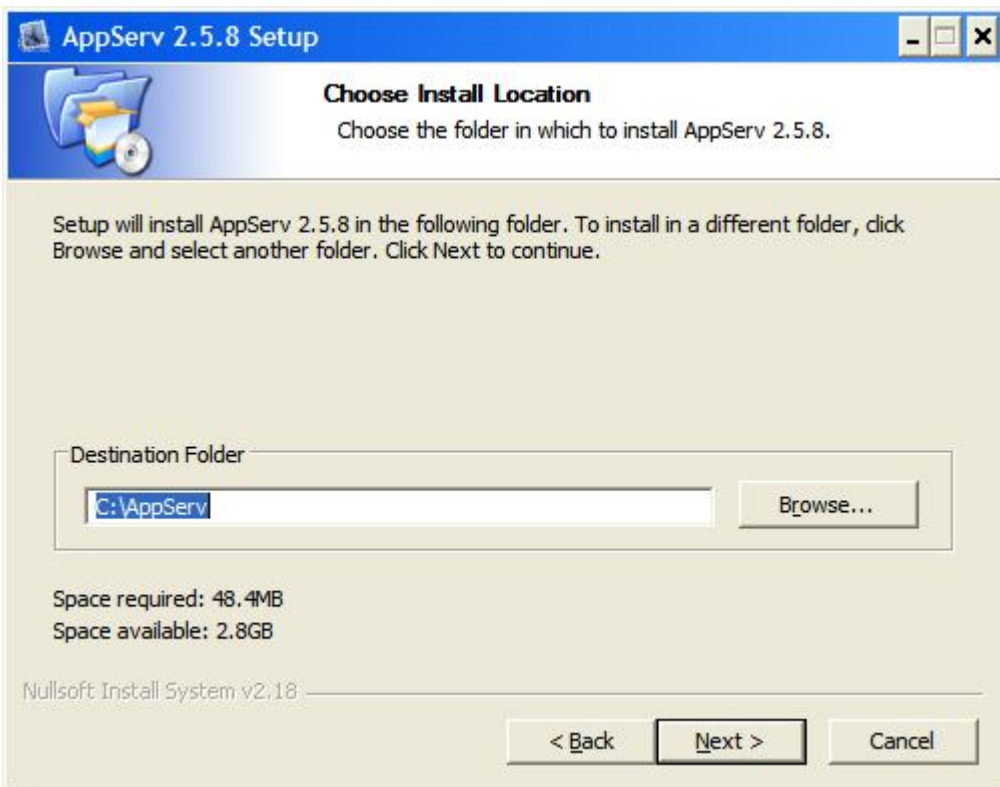 AppServ 2.5.8 Setup
Choose Install Location
Choose the folder in which to install AppServ 2.5.8.
Setup will install AppServ 2.5.8 in the following folder. To install in a different folder, click
Browse and select another folder. Click Next to continue.
Destination Folder
C:\AppServ
Browse...
Space required: 48.4MB
Space available: 2.8GB
Nullsoft Install System v2.18
< Back
Next >
Cancel